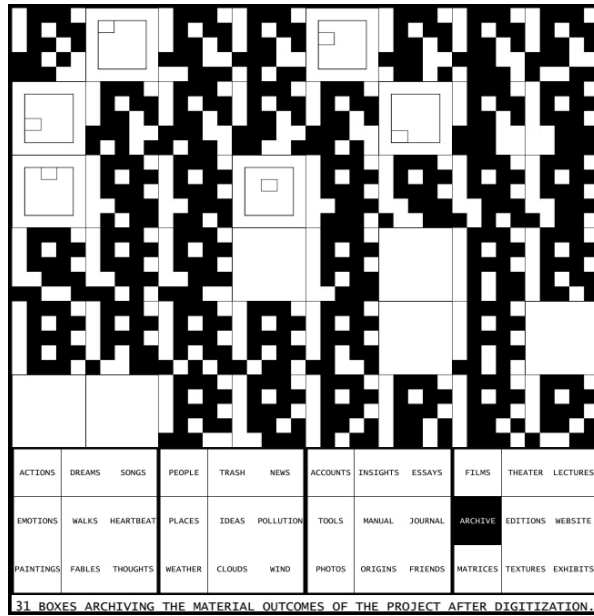 ACTIONS DREAMS SONGS PEOPLE TRASH NEWS ACCOUNTS INSIGHTS ESSAYS FILMS THEATER LECTURES
EMOTIONS WALKS HEARTBEAT PLACES IDEAS POLLUTION TOOLS MANUAL JOURNAL ARCHIVE EDITIONS WEBSITE
PAINTINGS FABLES THOUGHTS WEATHER CLOUDS WIND PHOTOS ORIGINS FRIENDS MATRICES TEXTURES EXHIBITS
31 BOXES ARCHIVING THE MATERIAL OUTCOMES OF THE PROJECT AFTER DIGITIZATION.